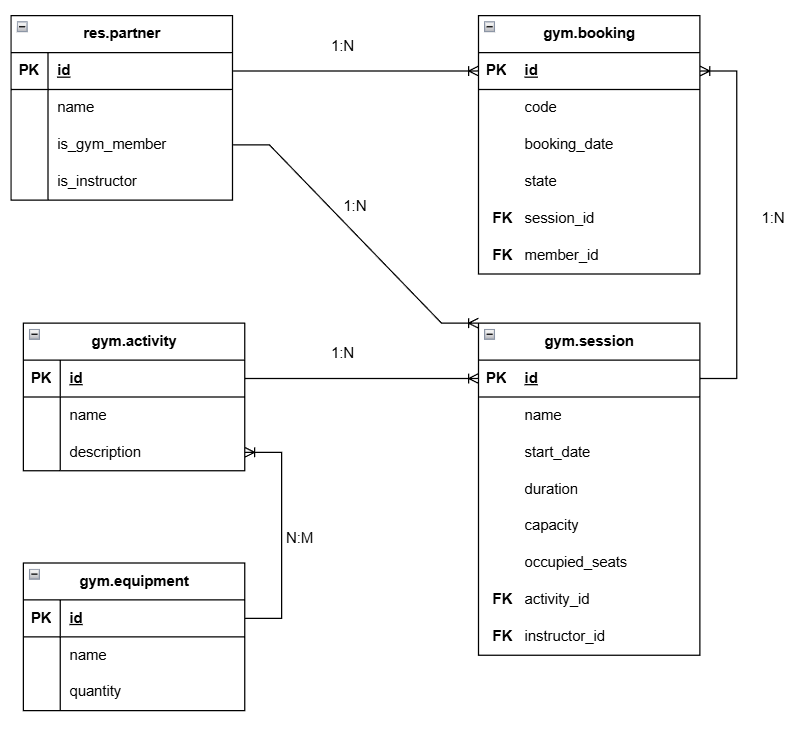 res.partner
PK id
name
is_gym_member
is_instructor
1:N
gym.booking
PK id
code
booking_date
state
FK session_id
FK member_id
1:N
1:N
gym.activity
PK id
name
description
1:N
gym.session
PK id
name
start_date
duration
capacity
occupied_seats
FK activity_id
FK instructor_id
N:M
gym.equipment
PK id
name
quantity